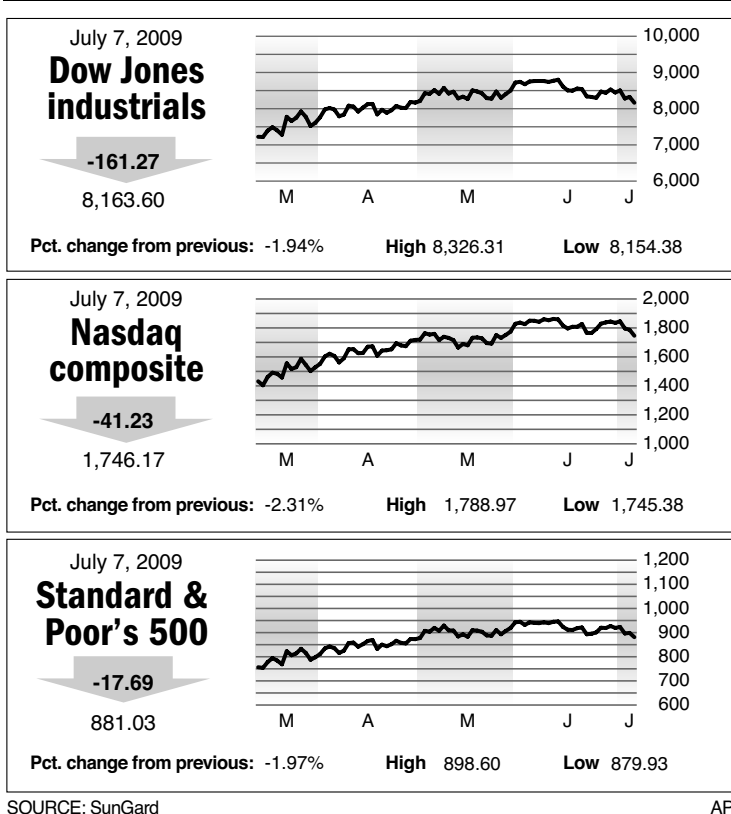 July 7, 2009
Dow Jones
industrials
-161.27
8,163.60
10,000
9,000
8,000
7,000
6,000
M A M J J
Pct. change from previous: -1.94% High 8,326.31 Low 8,154.38
July 7, 2009
Nasdaq
composite
-41.23
1,746.17
2,000
1,800
1,600
1,400
1,200
1,000
M A M J J
Pct. change from previous: -2.31% High 1,788.97 Low 1,745.38
July 7, 2009
Standard &
Poor's 500
-17.69
881.03
1,200
1,100
1,000
900
800
700
600
M A M J J
Pct. change from previous: -1.97% High 898.60 Low 879.93
SOURCE: SunGard AP